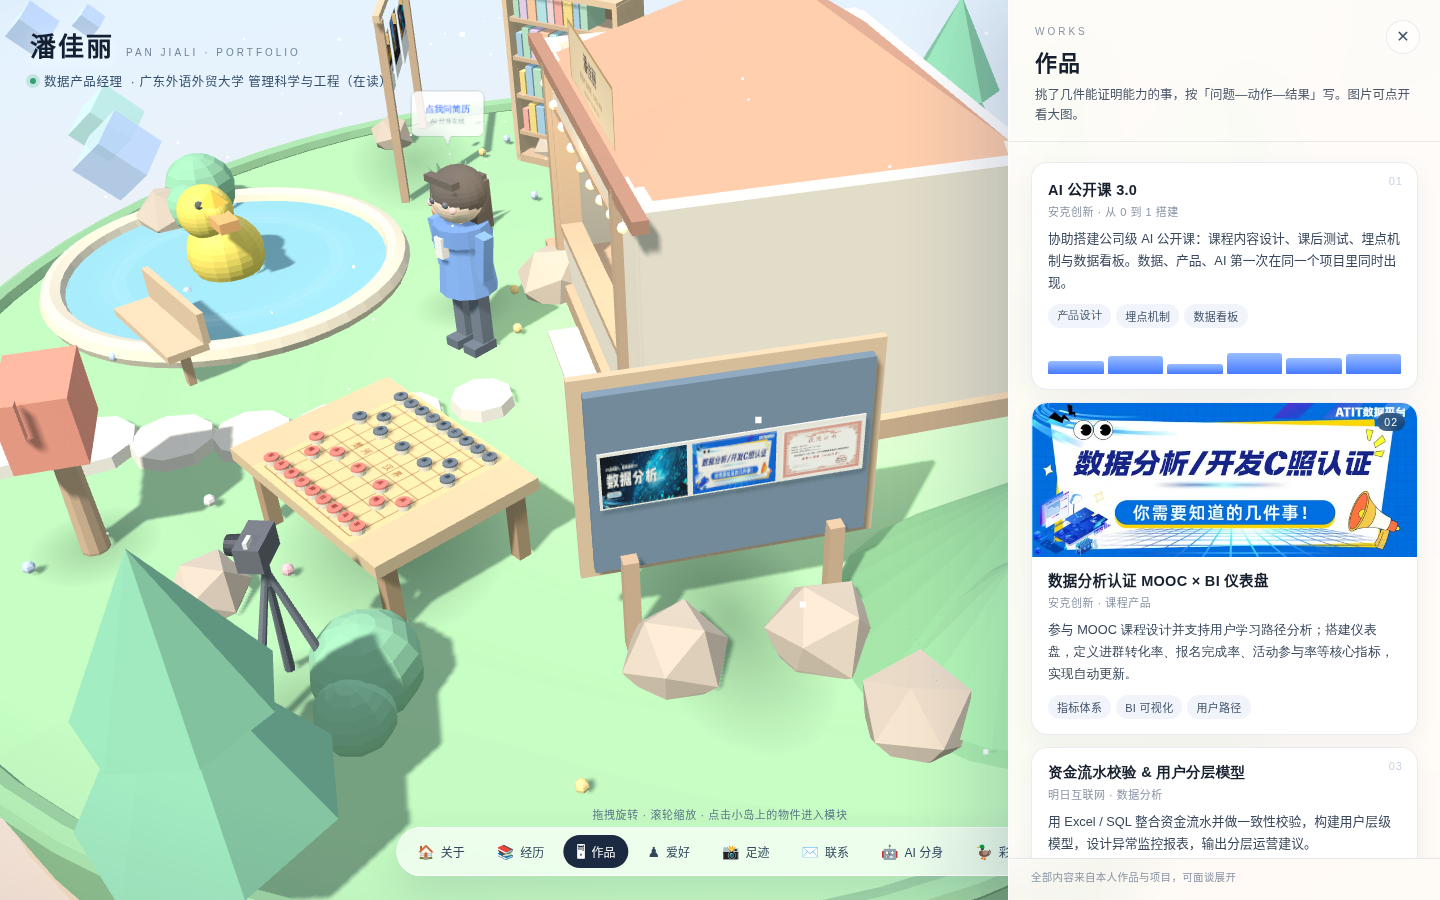 潘佳丽 PAN JIALI · PORTFOLIO
数据产品经理 · 广东外语外贸大学 管理科学与工程（在读）
点我问简历
数据分析
数据分析/开发C照认证
拖拽旋转 · 滚轮缩放 · 点击小岛上的物件进入模块
关于
经历
作品
爱好
足迹
联系
AI 分身
WORKS
作品
挑了几件能证明能力的事，按「问题—动作—结果」写。图片可点开
看大图。
AI 公开课 3.0
01
安克创新 · 从 0 到 1 搭建
协助搭建公司级 AI 公开课：课程内容设计、课后测试、埋点机
制与数据看板。数据、产品、AI 第一次在同一个项目里同时出
现。
产品设计 埋点机制 数据看板
ATIT数据平台
02
数据分析/开发C照认证
你需要知道的几件事！
数据分析认证 MOOC × BI 仪表盘
安克创新 · 课程产品
参与 MOOC 课程设计并支持用户学习路径分析；搭建仪表
盘，定义进群转化率、报名完成率、活动参与率等核心指标，
实现自动更新。
指标体系 BI 可视化 用户路径
资金流水校验 & 用户分层模型
03
明日互联网 · 数据分析
用 Excel / SQL 整合资金流水并做一致性校验，构建用户层级
模型，设计异常监控报表，输出分层运营建议。
全部内容来自本人作品与项目，可面谈展开